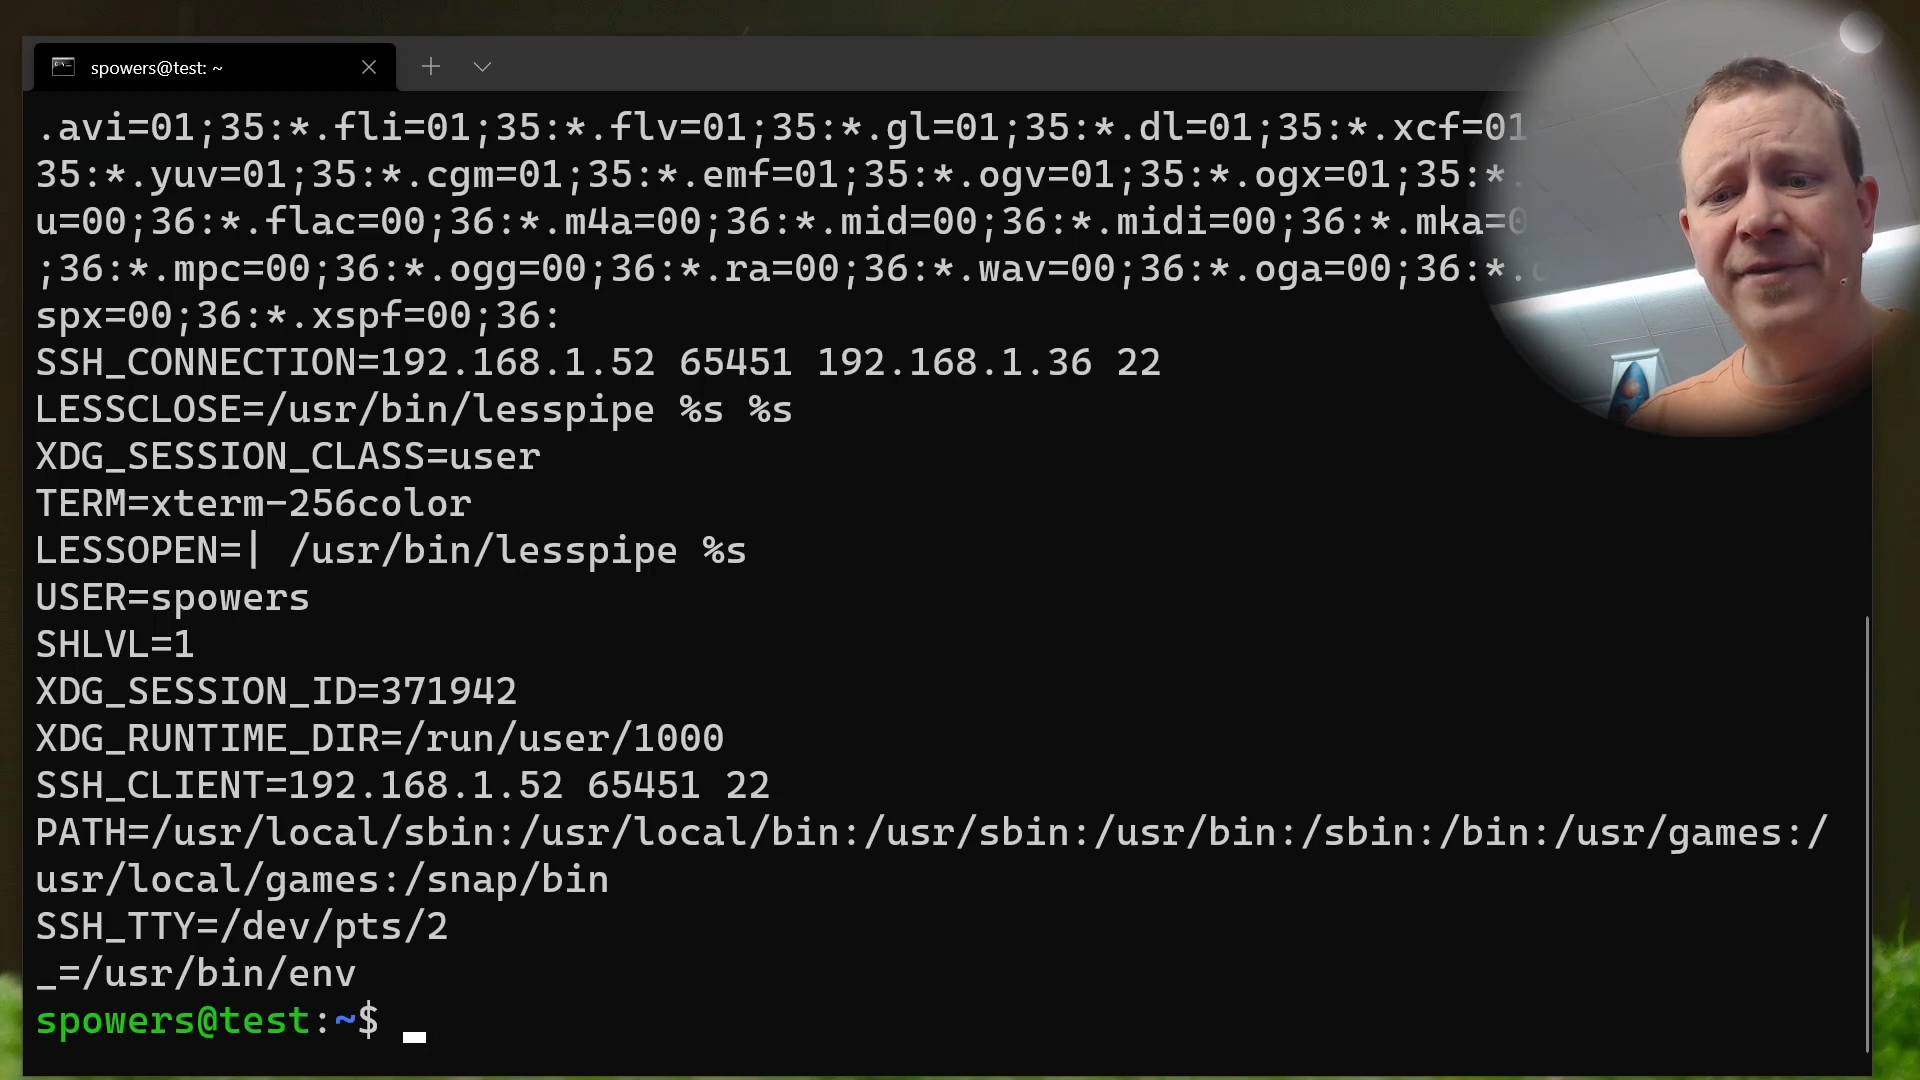 spowers@test: ~
.avi=01;35:*.fli=01;35:*.flv=01;35:*.gl=01;35:*.dl=01;35:*.xcf=01
35:*.yuv=01;35:*.cgm=01;35:*.emf=01;35:*.ogv=01;35:*.ogx=01;35:*.
u=00;36:*.flac=00;36:*.m4a=00;36:*.mid=00;36:*.midi=00;36:*.mka=0
;36:*.mpc=00;36:*.ogg=00;36:*.ra=00;36:*.wav=00;36:*.oga=00;36:*.
spx=00;36:*.xspf=00;36:
SSH_CONNECTION=192.168.1.52 65451 192.168.1.36 22
LESSCLOSE=/usr/bin/lesspipe %s %s
XDG_SESSION_CLASS=user
TERM=xterm-256color
LESSOPEN=| /usr/bin/lesspipe %s
USER=spowers
SHLVL=1
XDG_SESSION_ID=371942
XDG_RUNTIME_DIR=/run/user/1000
SSH_CLIENT=192.168.1.52 65451 22
PATH=/usr/local/sbin:/usr/local/bin:/usr/sbin:/usr/bin:/sbin:/bin:/usr/games:/
usr/local/games:/snap/bin
SSH_TTY=/dev/pts/2
_=/usr/bin/env
spowers@test:~$